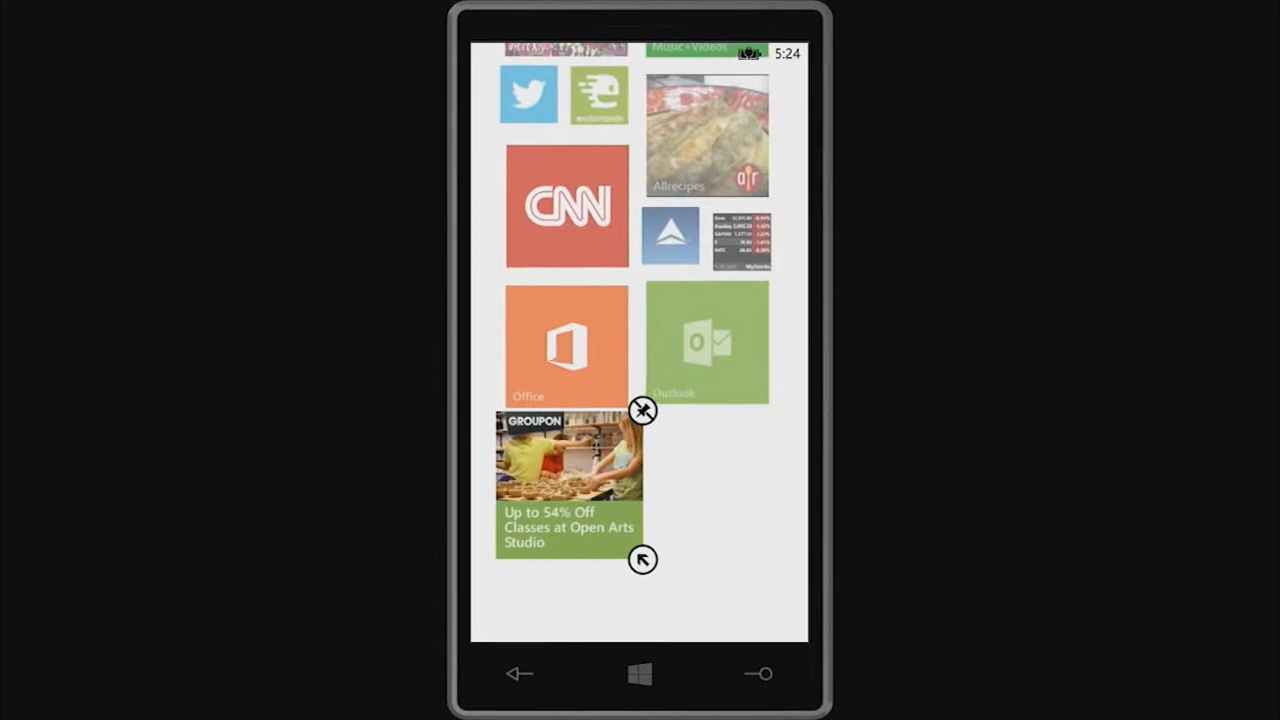 Music+Videos
5:24
endomondo
Allrecipes
CNN
MyStocks
Office
Outlook
GROUPON
Up to 54% Off
Classes at Open Arts
Studio